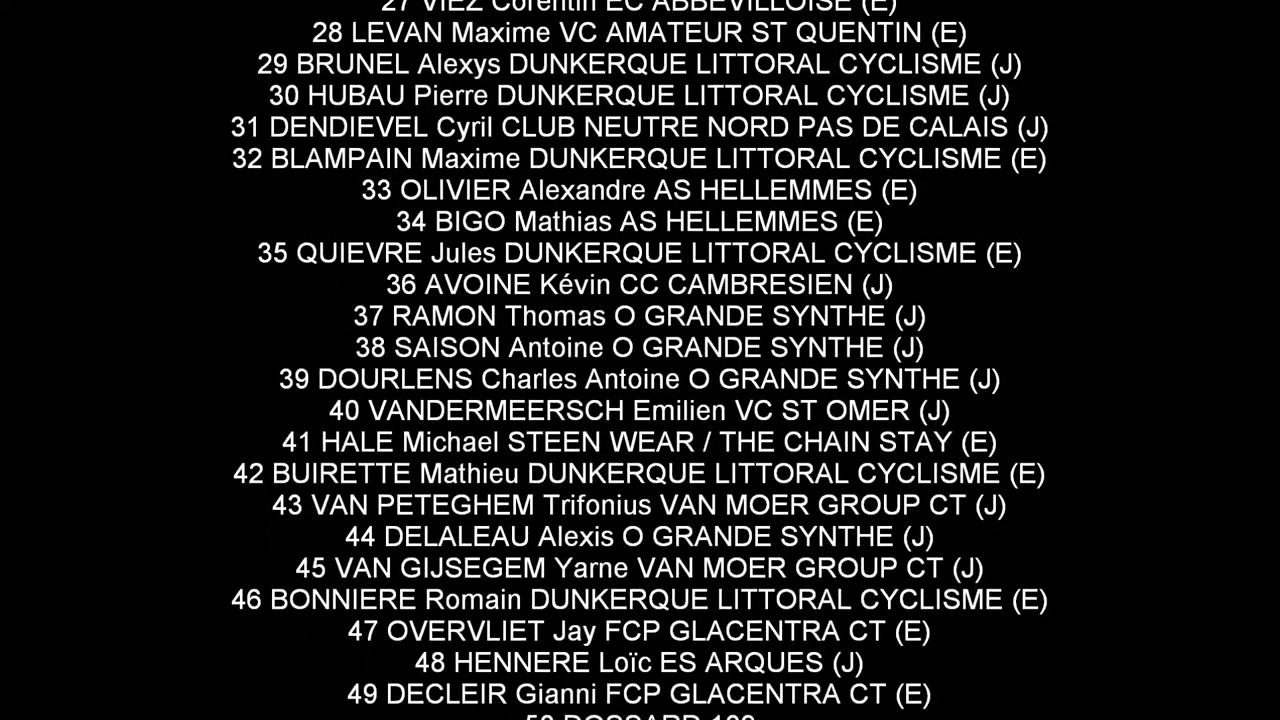 27 VIEZ Corentin EC ABBEVILLOISE (E)
28 LEVAN Maxime VC AMATEUR ST QUENTIN (E)
29 BRUNEL Alexys DUNKERQUE LITTORAL CYCLISME (J)
30 HUBAU Pierre DUNKERQUE LITTORAL CYCLISME (J)
31 DENDIEVEL Cyril CLUB NEUTRE NORD PAS DE CALAIS (J)
32 BLAMPAIN Maxime DUNKERQUE LITTORAL CYCLISME (E)
33 OLIVIER Alexandre AS HELLEMMES (E)
34 BIGO Mathias AS HELLEMMES (E)
35 QUIEVRE Jules DUNKERQUE LITTORAL CYCLISME (E)
36 AVOINE Kévin CC CAMBRESIEN (J)
37 RAMON Thomas O GRANDE SYNTHE (J)
38 SAISON Antoine O GRANDE SYNTHE (J)
39 DOURLENS Charles Antoine O GRANDE SYNTHE (J)
40 VANDERMEERSCH Emilien VC ST OMER (J)
41 HALE Michael STEEN WEAR / THE CHAIN STAY (E)
42 BUIRETTE Mathieu DUNKERQUE LITTORAL CYCLISME (E)
43 VAN PETEGHEM Trifonius VAN MOER GROUP CT (J)
44 DELALEAU Alexis O GRANDE SYNTHE (J)
45 VAN GIJSEGEM Yarne VAN MOER GROUP CT (J)
46 BONNIERE Romain DUNKERQUE LITTORAL CYCLISME (E)
47 OVERVLIET Jay FCP GLACENTRA CT (E)
48 HENNERE Loïc ES ARQUES (J)
49 DECLEIR Gianni FCP GLACENTRA CT (E)
50 DOSSARD